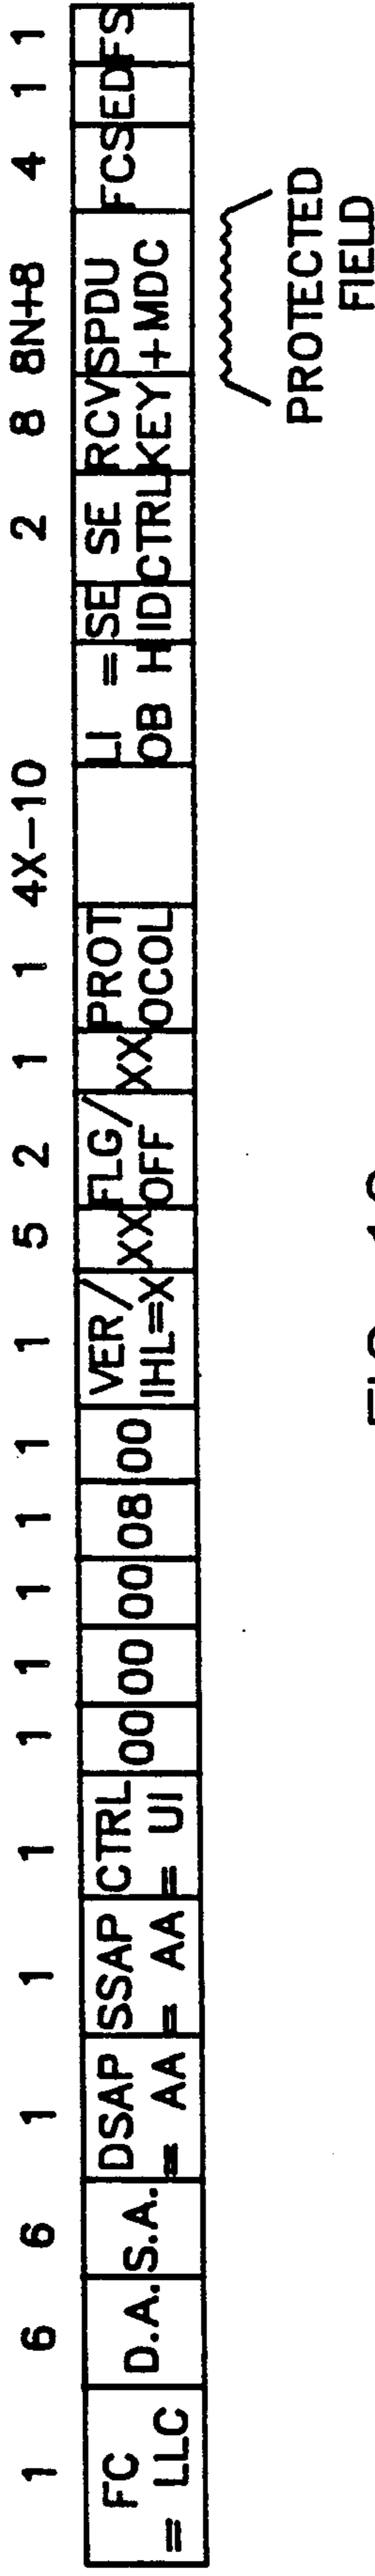 1 6 6 1 1 1 1 1 1 1 1 1 5 2 1 1 4X-10 2 8 8N+8 4 1 1
FC
= LLC
D.A.
S.A.
DSAP
= AA
SSAP
= AA
CTRL
= UI
00
00
00
08
00
VER/
IHL=X
XX
FLG/
OFF
XX
PROT
OCOL
LI =
OB H
SE
ID
SE
CTRL
RCV
KEY
SPDU
+MDC
FCS
ED
FS
PROTECTED
FIELD